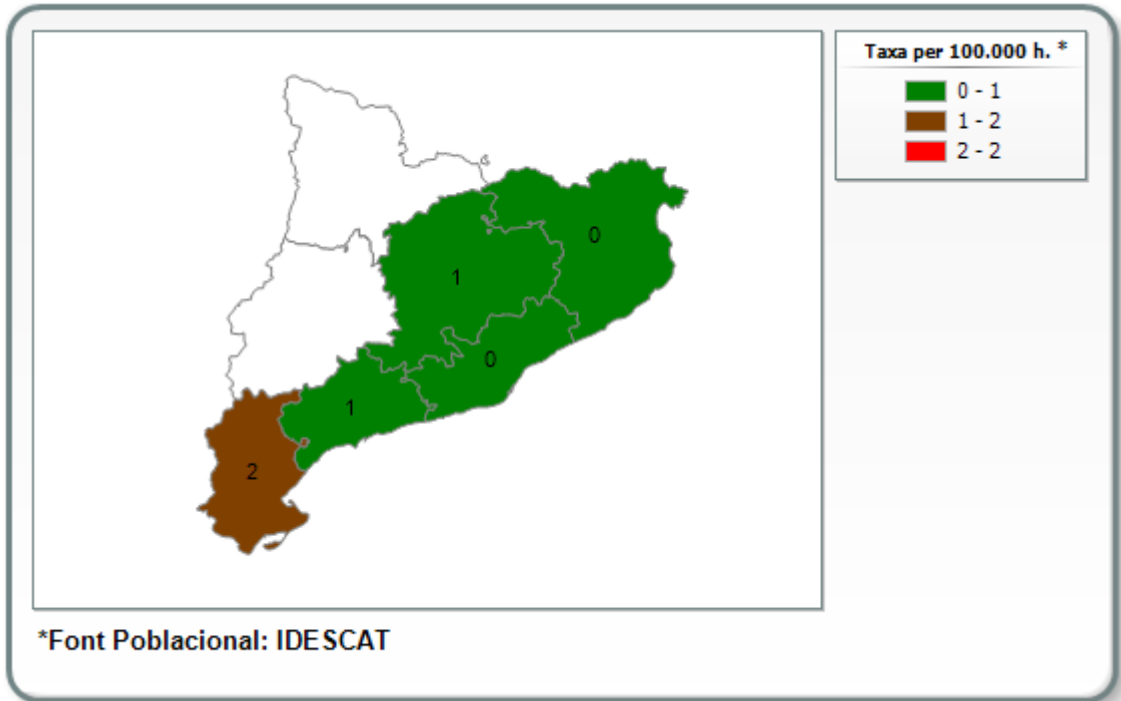 Taxa per 100.000 h. *
0 - 1
1 - 2
2 - 2
0
1
0
1
2
*Font Poblacional: IDESCAT